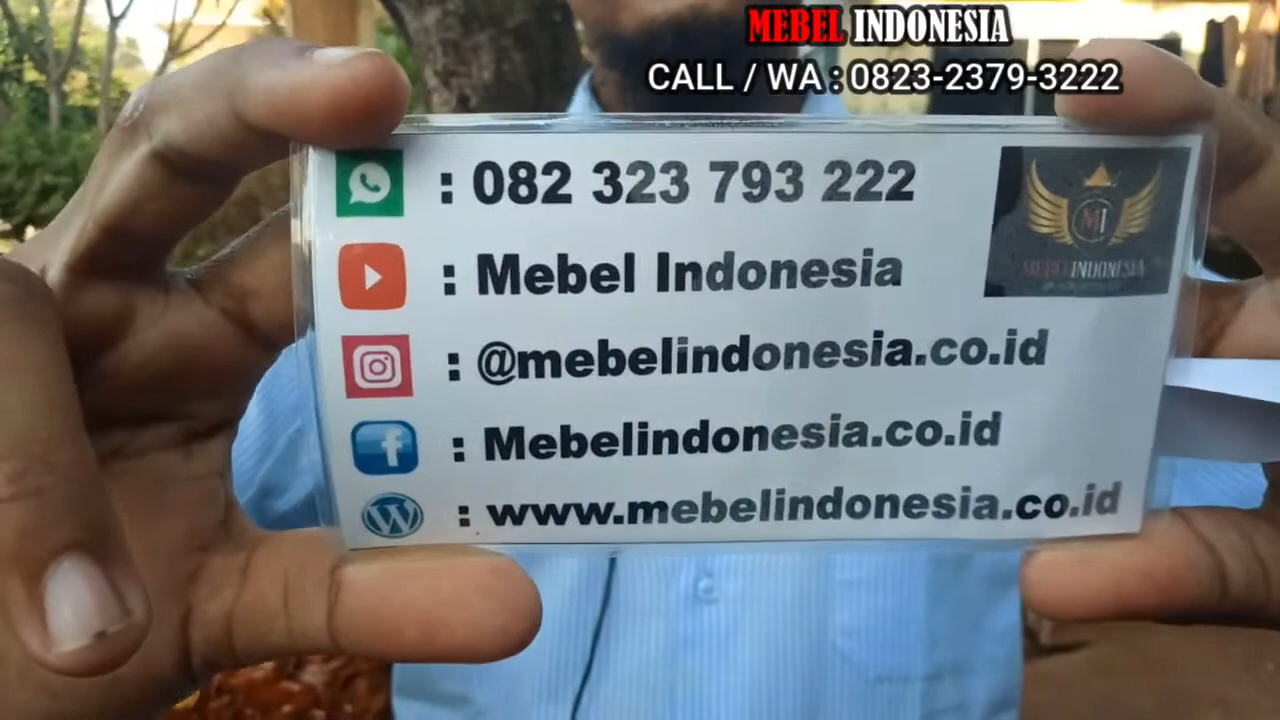 MEBEL INDONESIA
CALL / WA : 0823-2379-3222
: 082 323 793 222
: Mebel Indonesia
: @mebelindonesia.co.id
: Mebelindonesia.co.id
: www.mebelindonesia.co.id
MI
MEBELINDONESIA